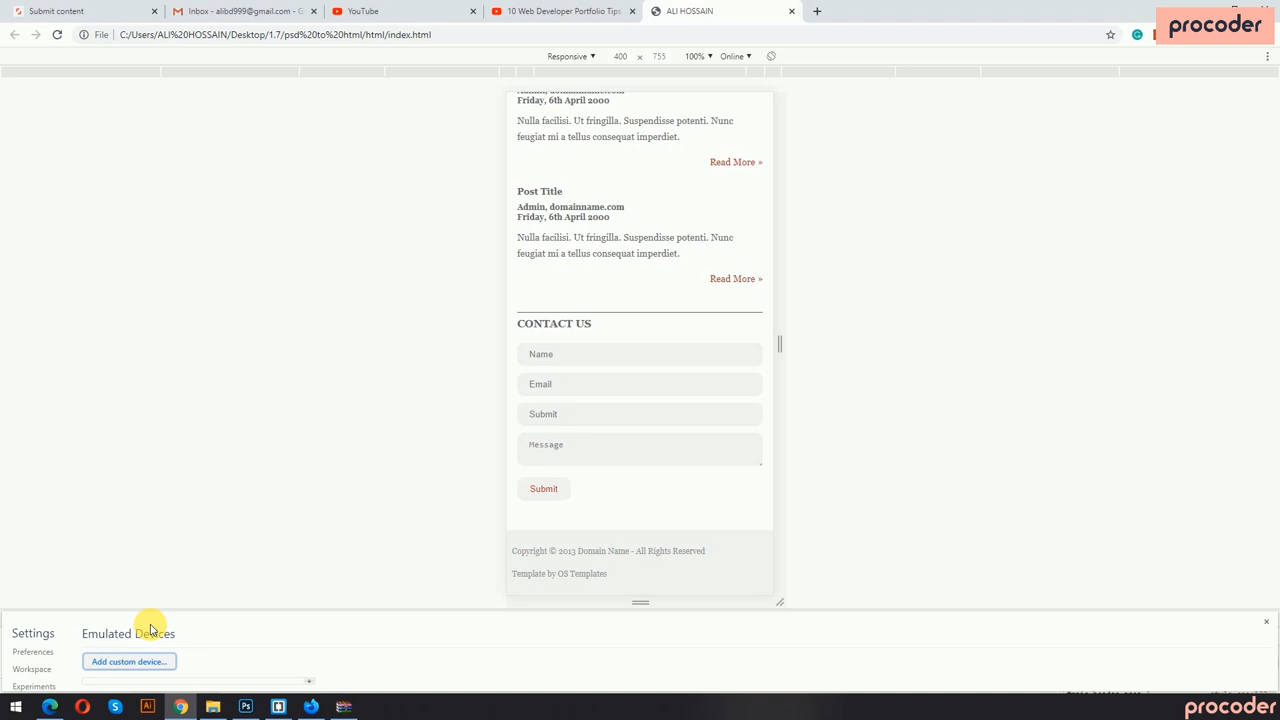 Submit content
Inbox - alibd999@gmail.com - G
YouTube
10 Web Developer Portfolio Tips
ALI HOSSAIN
procoder
File
C:/Users/ALI%20HOSSAIN/Desktop/1.7/psd%20to%20html/html/index.html
Responsive
400 x 755
100%
Online
Admin, domainname.com
Friday, 6th April 2000
Nulla facilisi. Ut fringilla. Suspendisse potenti. Nunc
feugiat mi a tellus consequat imperdiet.
Read More »
Post Title
Admin, domainname.com
Friday, 6th April 2000
Nulla facilisi. Ut fringilla. Suspendisse potenti. Nunc
feugiat mi a tellus consequat imperdiet.
Read More »
CONTACT US
Name
Email
Submit
Message
Submit
Copyright © 2013 Domain Name - All Rights Reserved
Template by OS Templates
Settings
Emulated Devices
Preferences
Add custom device...
Workspace
Experiments
Ai
Ps
procoder